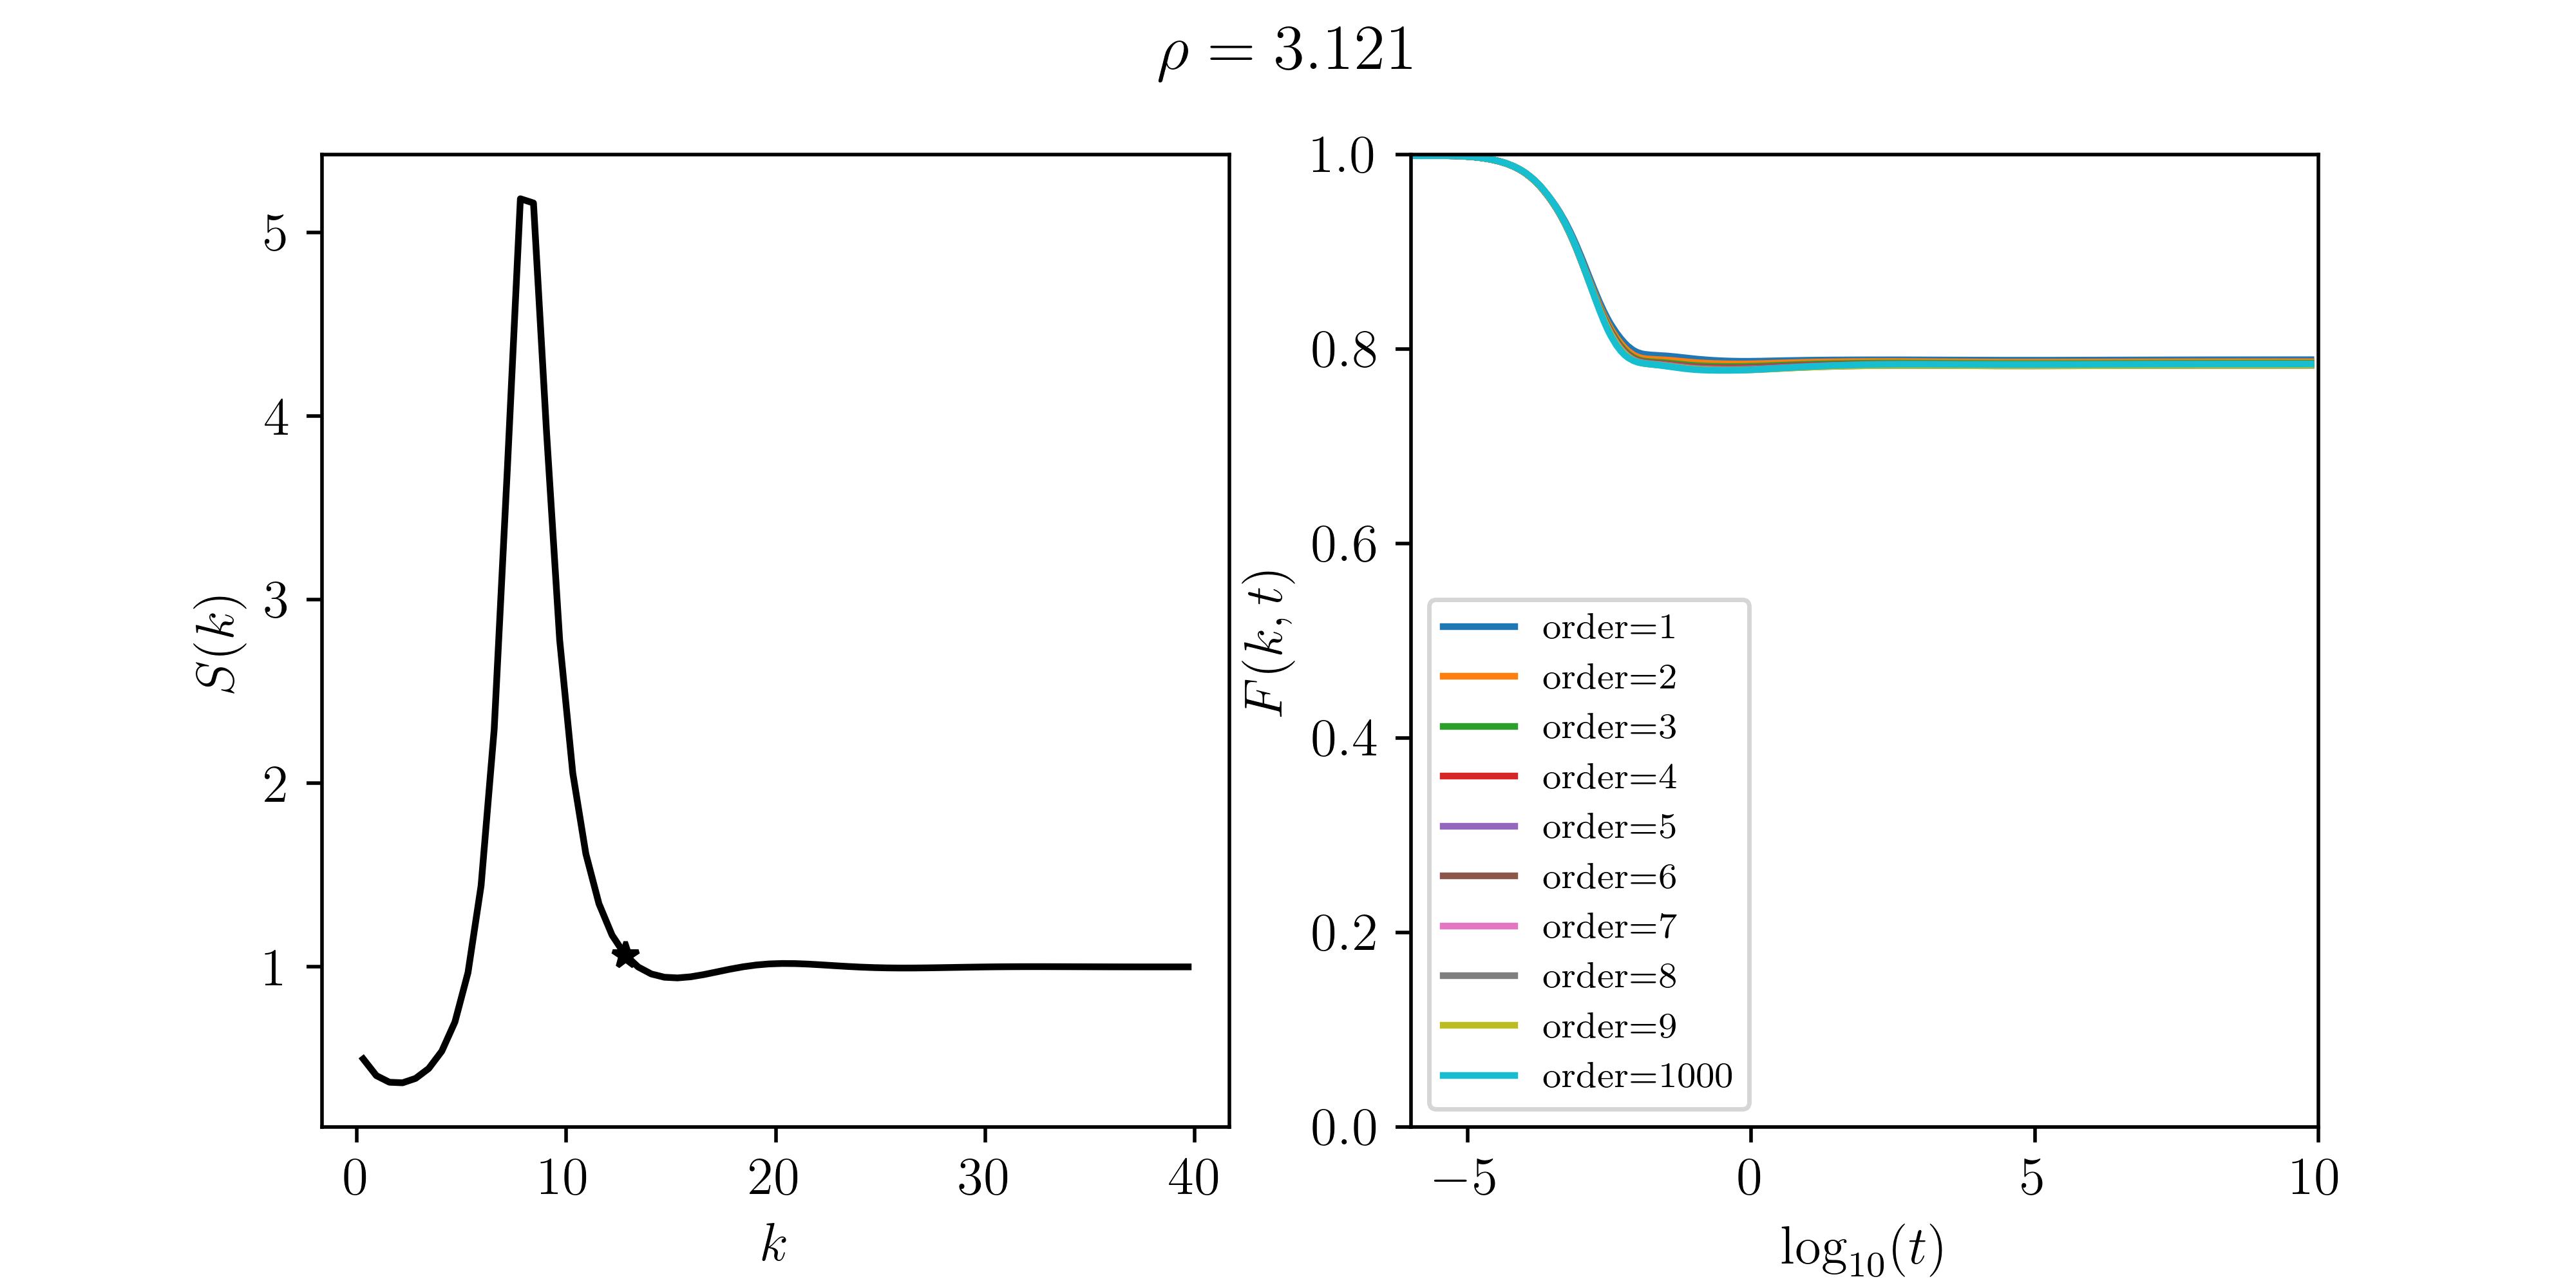 ρ = 3.121
S(k)
5
4
3
2
1
0 10 20 30 40
k
F(k, t)
1.0
0.8
0.6
0.4
0.2
0.0
order=1
order=2
order=3
order=4
order=5
order=6
order=7
order=8
order=9
order=1000
−5 0 5 10
log₁₀(t)